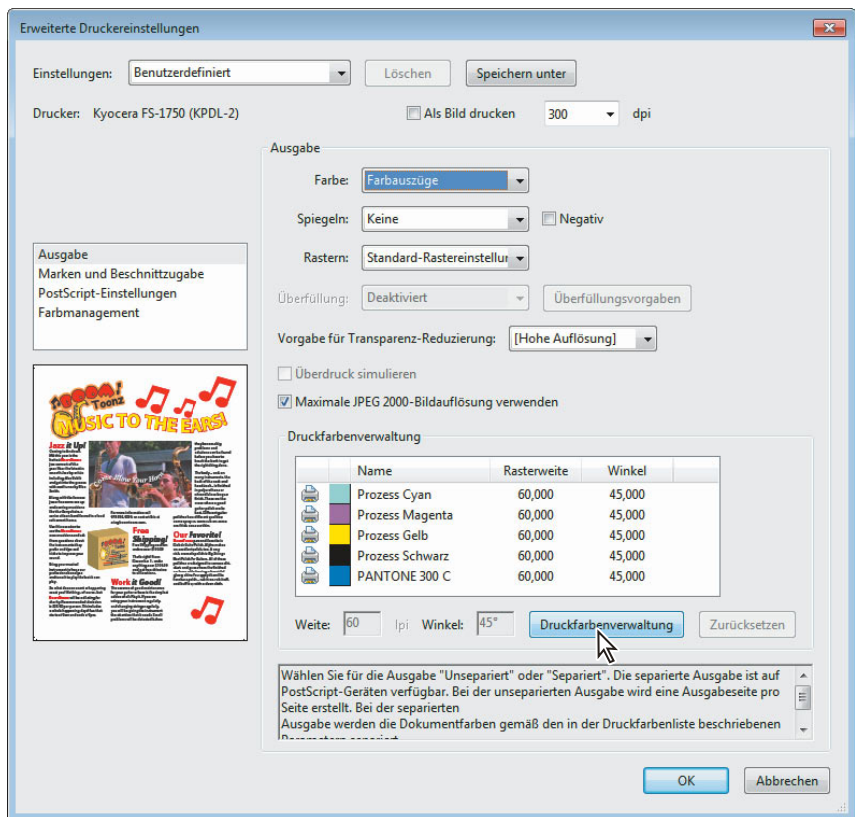 Erweiterte Druckereinstellungen
Einstellungen: Benutzerdefiniert Löschen Speichern unter
Drucker: Kyocera FS-1750 (KPDL-2) Als Bild drucken 300 dpi
Ausgabe
Farbe: Farbauszüge
Spiegeln: Keine Negativ
Rastern: Standard-Rastereinstellur
Überfüllung: Deaktiviert Überfüllungsvorgaben
Vorgabe für Transparenz-Reduzierung: [Hohe Auflösung]
Überdruck simulieren
Maximale JPEG 2000-Bildauflösung verwenden
Ausgabe
Marken und Beschnittzugabe
PostScript-Einstellungen
Farbmanagement
Toonz
MUSIC TO THE EARS!
Jazz it Up!
Free
Shipping!
Our Favorite!
Work it Good!
Druckfarbenverwaltung
Name Rasterweite Winkel
Prozess Cyan 60,000 45,000
Prozess Magenta 60,000 45,000
Prozess Gelb 60,000 45,000
Prozess Schwarz 60,000 45,000
PANTONE 300 C 60,000 45,000
Weite: 60 lpi Winkel: 45° Druckfarbenverwaltung Zurücksetzen
Wählen Sie für die Ausgabe "Unsepariert" oder "Separiert". Die separierte Ausgabe ist auf
PostScript-Geräten verfügbar. Bei der unseparierten Ausgabe wird eine Ausgabeseite pro
Seite erstellt. Bei der separierten
Ausgabe werden die Dokumentfarben gemäß den in der Druckfarbenliste beschriebenen
OK Abbrechen